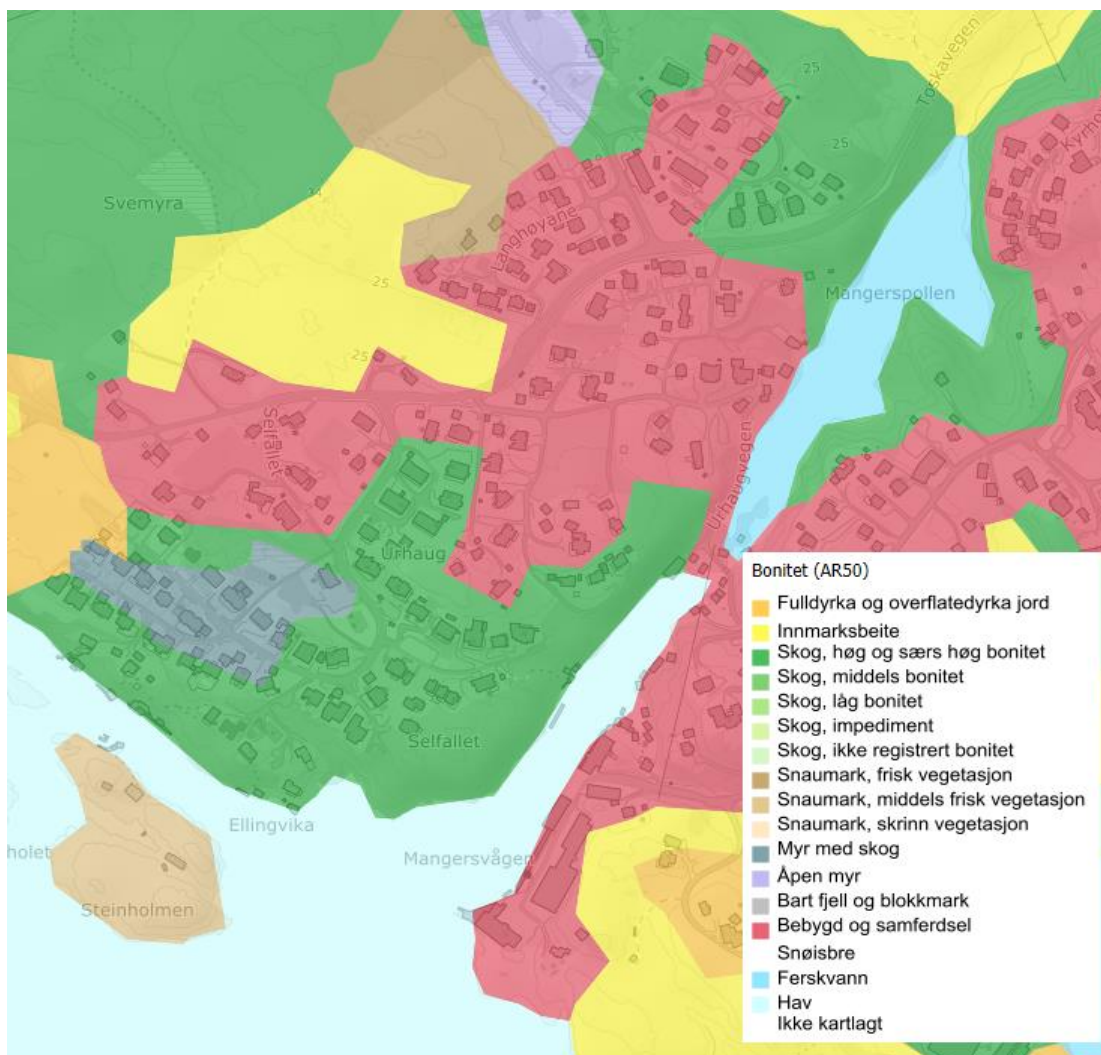 Toskavegen
25
Kyrho
25
Svemyra
Langhøyane
25
Mangerspollen
25
Selfallet
Urhaugvegen
Urhaug
Selfallet
Ellingvika
holet
Mangersvågen
Steinholmen
Bonitet (AR50)
Fulldyrka og overflatedyrka jord
Innmarksbeite
Skog, høg og særs høg bonitet
Skog, middels bonitet
Skog, låg bonitet
Skog, impediment
Skog, ikke registrert bonitet
Snaumark, frisk vegetasjon
Snaumark, middels frisk vegetasjon
Snaumark, skrinn vegetasjon
Myr med skog
Åpen myr
Bart fjell og blokkmark
Bebygd og samferdsel
Snøisbre
Ferskvann
Hav
Ikke kartlagt